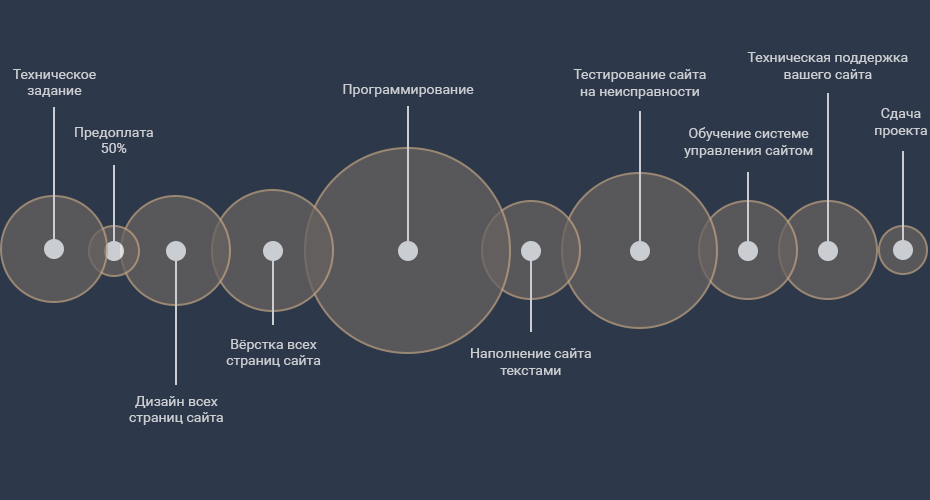 Техническое
задание
Предоплата
50%
Дизайн всех
страниц сайта
Вёрстка всех
страниц сайта
Программирование
Наполнение сайта
текстами
Тестирование сайта
на неисправности
Обучение системе
управления сайтом
Техническая поддержка
вашего сайта
Сдача
проекта